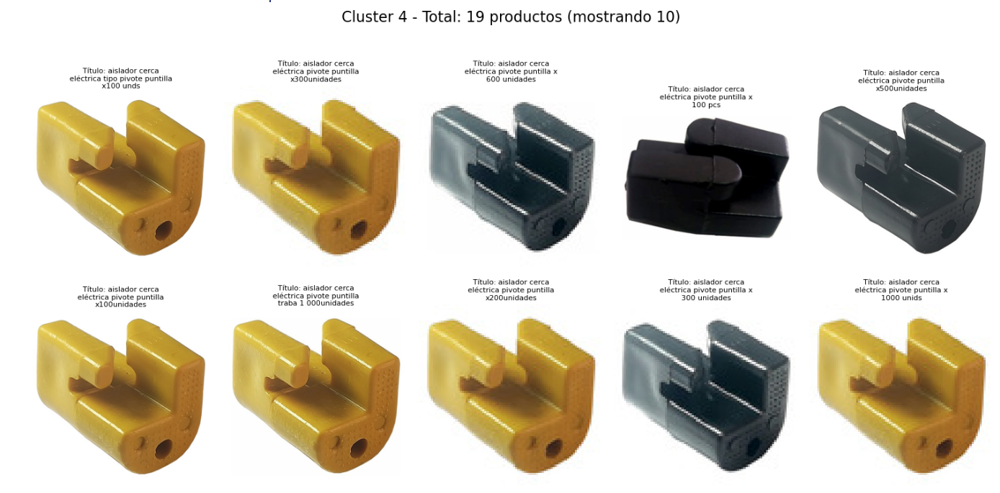 Cluster 4 - Total: 19 productos (mostrando 10)
Título: aislador cerca
eléctrica tipo pivote puntilla
x100 unds
Título: aislador cerca
eléctrica pivote puntilla
x300unidades
Título: aislador cerca
eléctrica pivote puntilla x
600 unidades
Título: aislador cerca
eléctrica pivote puntilla x
100 pcs
Título: aislador cerca
eléctrica pivote puntilla
x500unidades
Título: aislador cerca
eléctrica pivote puntilla
x100unidades
Título: aislador cerca
eléctrica pivote puntilla
traba 1 000unidades
Título: aislador cerca
eléctrica pivote puntilla
x200unidades
Título: aislador cerca
eléctrica pivote puntilla x
300 unidades
Título: aislador cerca
eléctrica pivote puntilla x
1000 unids